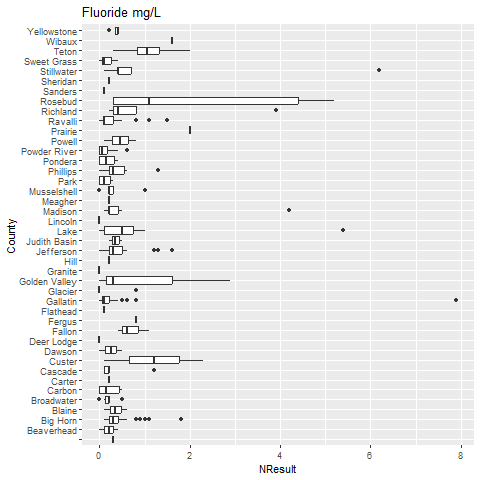 Fluoride mg/L
Yellowstone
Wibaux
Teton
Sweet Grass
Stillwater
Sheridan
Sanders
Rosebud
Richland
Ravalli
Prairie
Powell
Powder River
Pondera
Phillips
Park
Musselshell
Meagher
Madison
Lincoln
Lake
Judith Basin
Jefferson
Hill
Granite
Golden Valley
Glacier
Gallatin
Flathead
Fergus
Fallon
Deer Lodge
Dawson
Custer
Cascade
Carter
Carbon
Broadwater
Blaine
Big Horn
Beaverhead
County
0 2 4 6 8
NResult